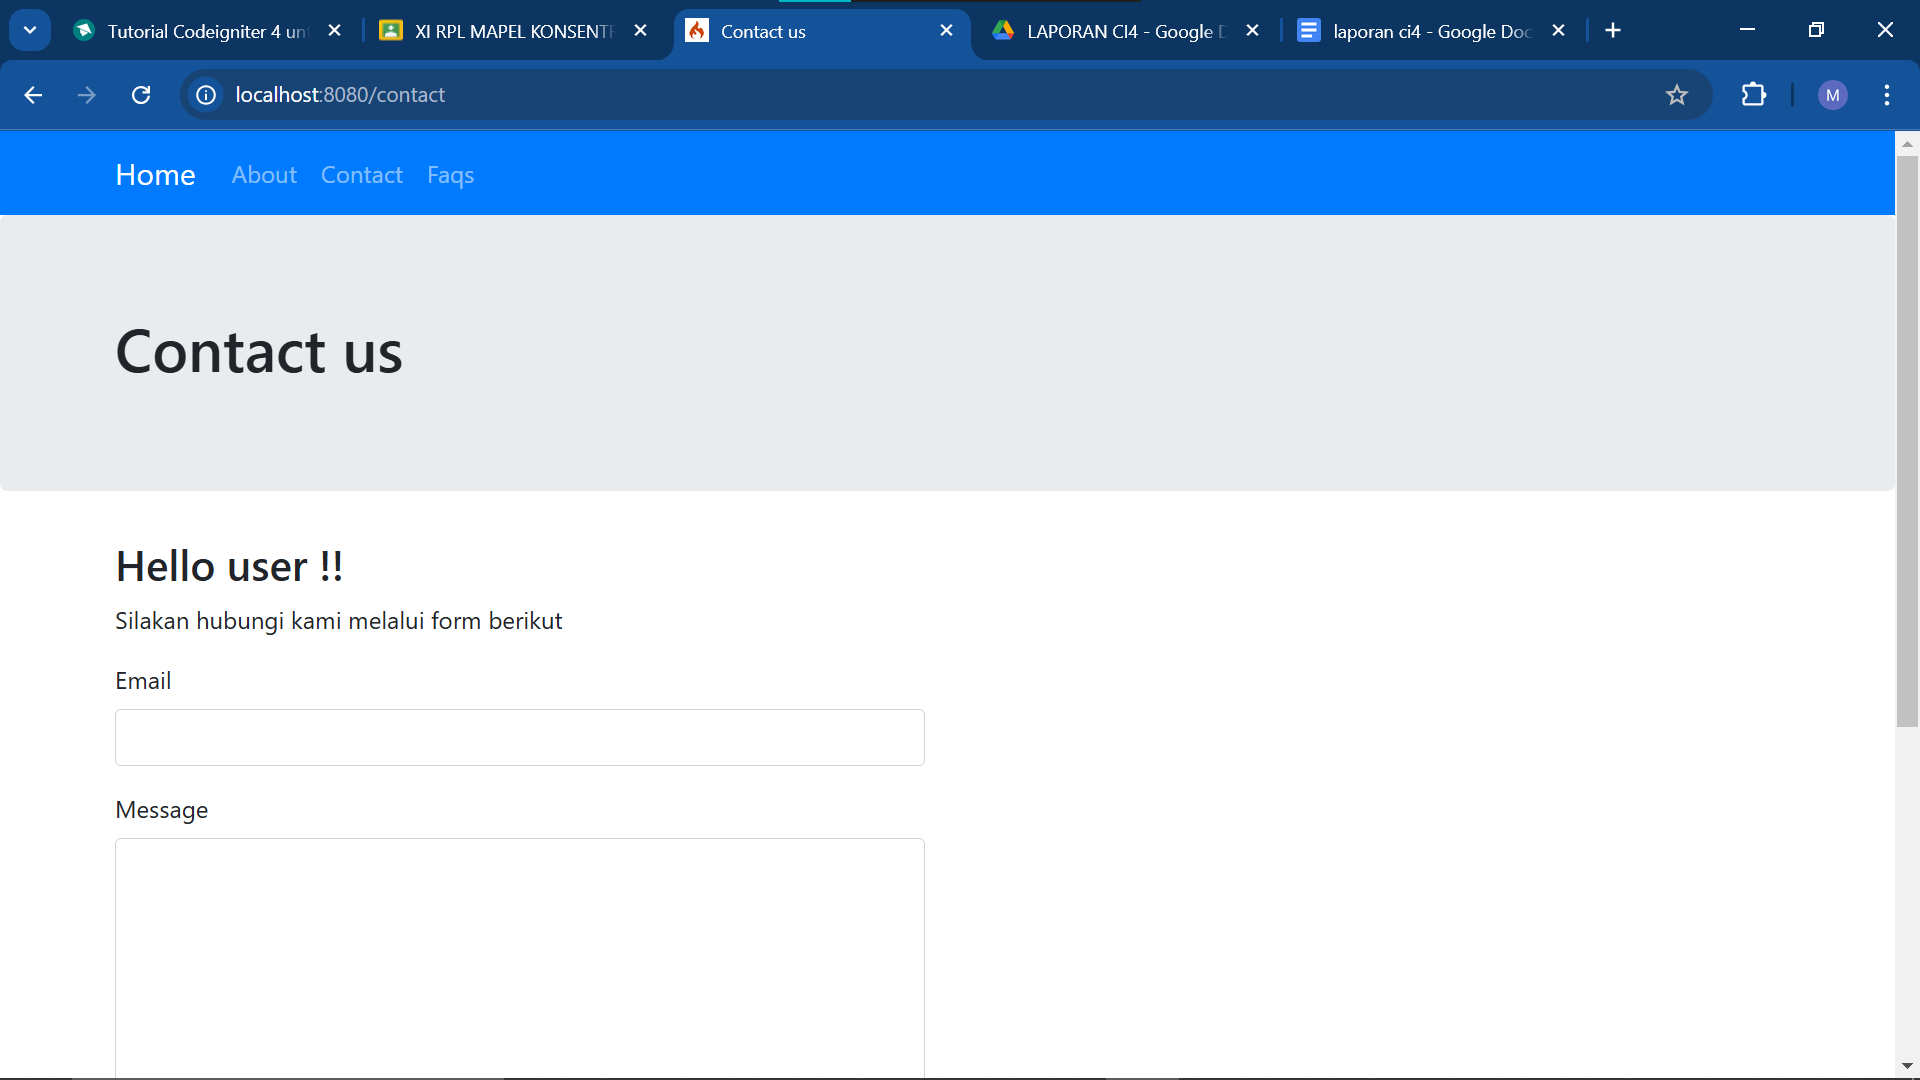 Tutorial Codeigniter 4 un
XI RPL MAPEL KONSENTR
Contact us
LAPORAN CI4 - Google D
laporan ci4 - Google Doc
localhost:8080/contact
M
Home About Contact Faqs
Contact us
Hello user !!
Silakan hubungi kami melalui form berikut
Email
Message